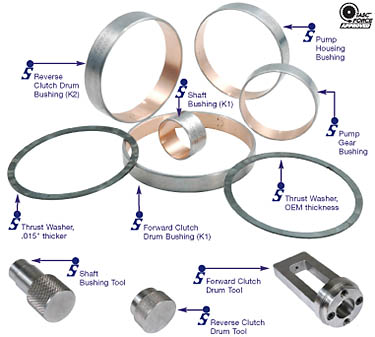 Reverse
Clutch Drum
Bushing (K2)
Shaft
Bushing (K1)
Pump
Housing
Bushing
Pump
Gear
Bushing
Thrust Washer,
.015" thicker
Forward Clutch
Drum Bushing (K1)
Thrust Washer,
OEM thickness
Shaft
Bushing Tool
Forward Clutch
Drum Tool
Reverse Clutch
Drum Tool